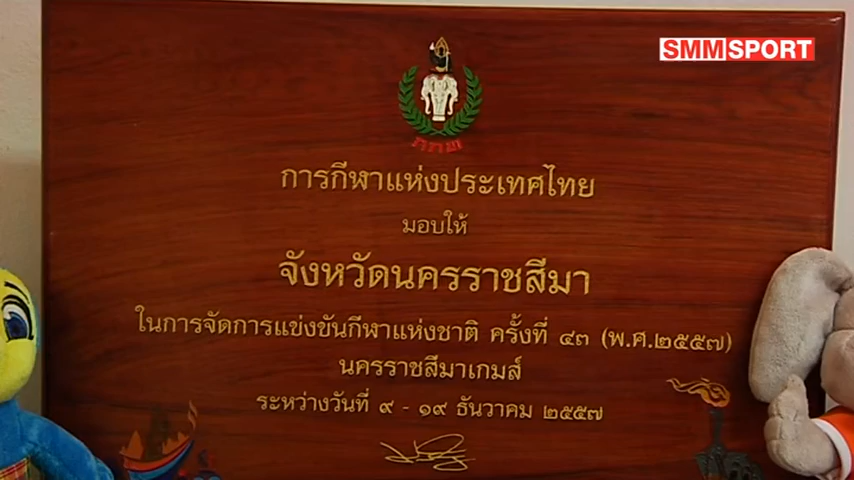 SMMSPORT
กกท
การกีฬาแห่งประเทศไทย
มอบให้
จังหวัดนครราชสีมา
ในการจัดการแข่งขันกีฬาแห่งชาติ ครั้งที่ ๔๓ (พ.ศ.๒๕๕๗)
นครราชสีมาเกมส์
ระหว่างวันที่ ๙ - ๑๙ ธันวาคม ๒๕๕๗